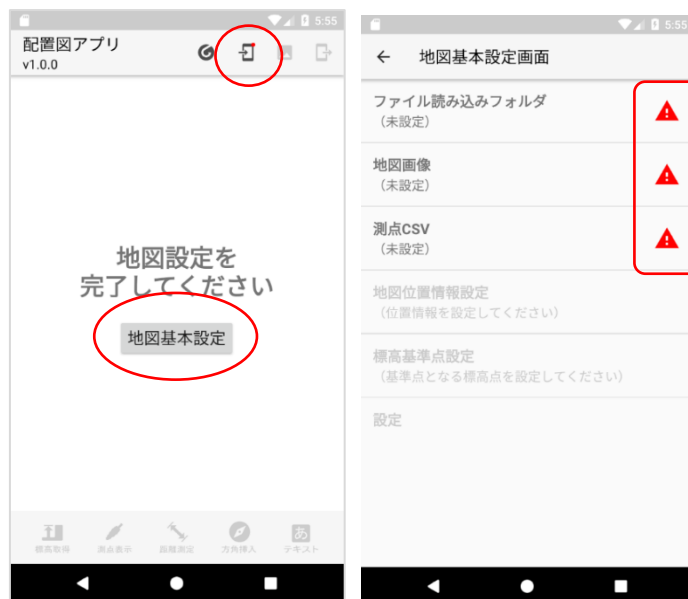 5:55
配置図アプリ
v1.0.0
地図設定を
完了してください
地図基本設定
標高取得
測点表示
距離測定
方角挿入
あ
テキスト
5:55
地図基本設定画面
ファイル読み込みフォルダ
（未設定）
地図画像
（未設定）
測点CSV
（未設定）
地図位置情報設定
（位置情報を設定してください）
標高基準点設定
（基準点となる標高点を設定してください）
設定